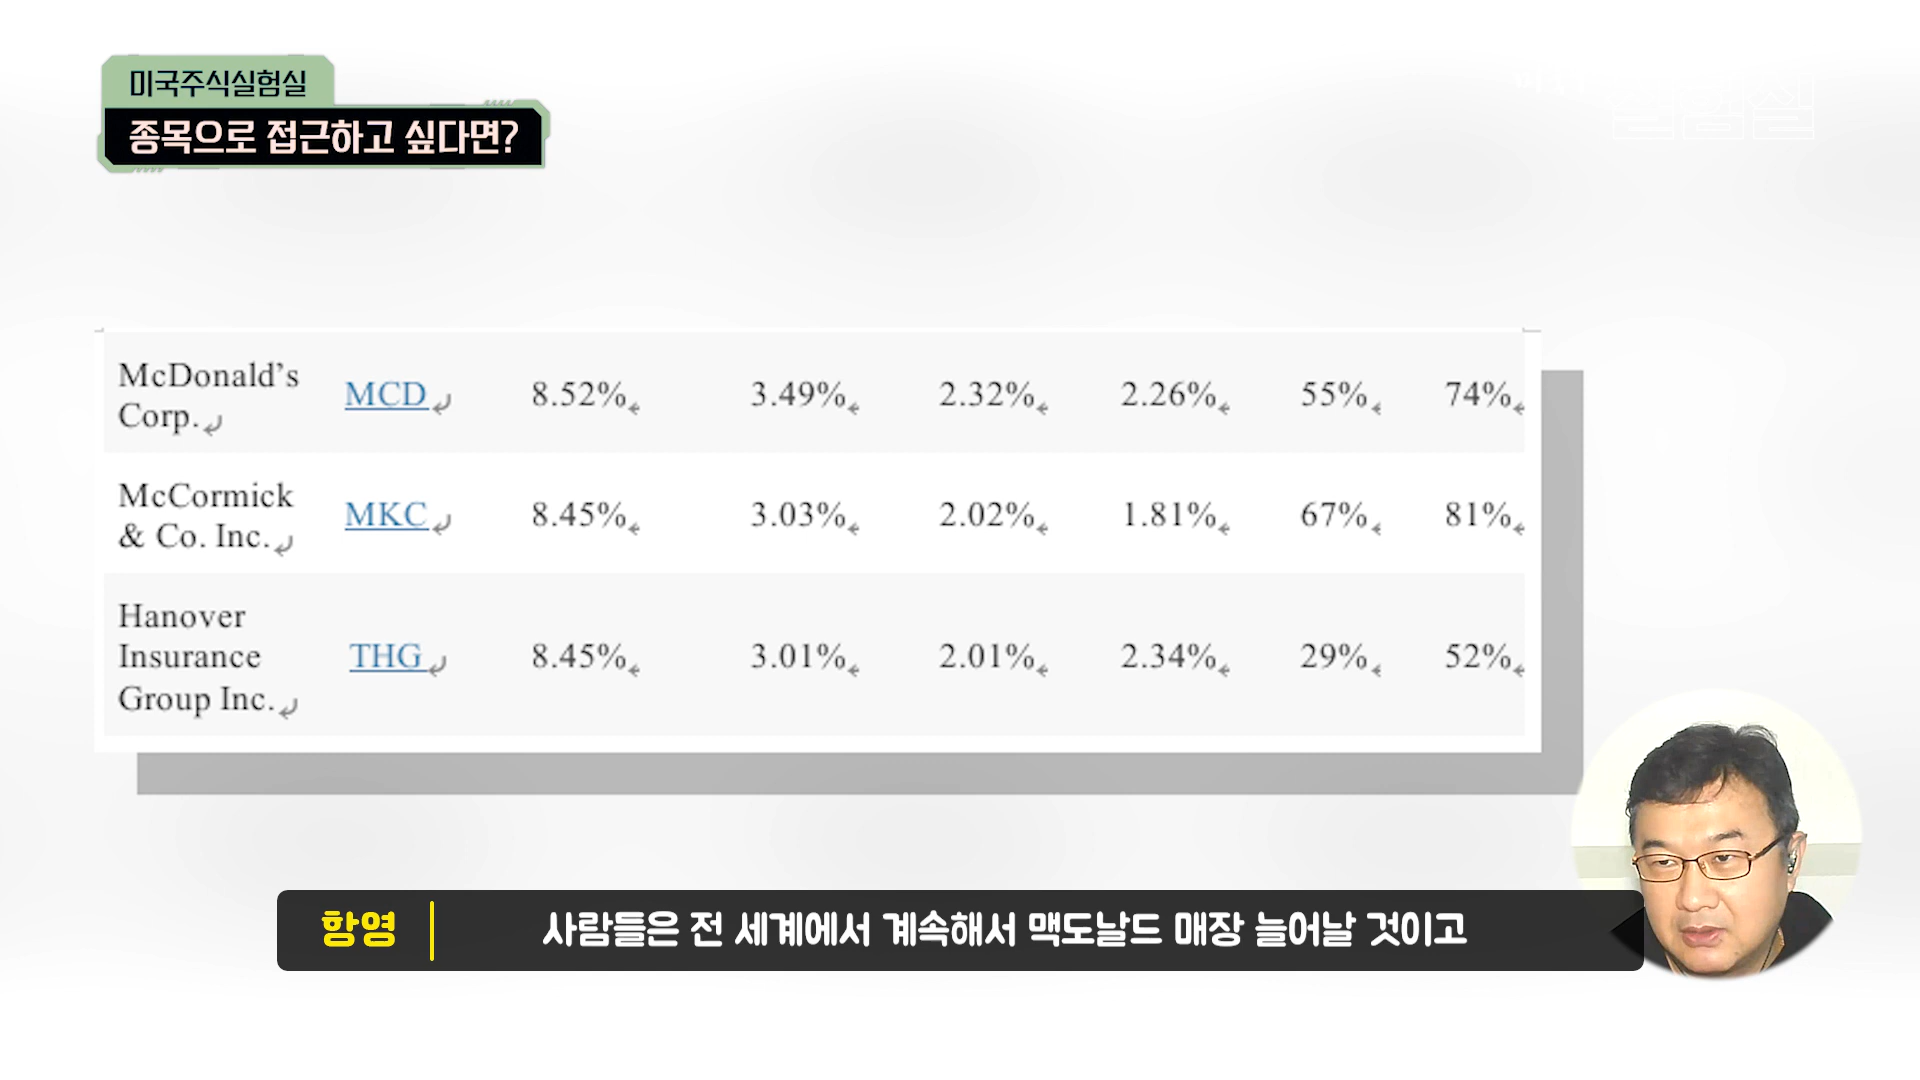 미국주식실험실
종목으로 접근하고 싶다면?
McDonald's
Corp.
MCD 8.52% 3.49% 2.32% 2.26% 55% 74%
McCormick
& Co. Inc.
MKC 8.45% 3.03% 2.02% 1.81% 67% 81%
Hanover
Insurance
Group Inc.
THG 8.45% 3.01% 2.01% 2.34% 29% 52%
항영 사람들은 전 세계에서 계속해서 맥도날드 매장 늘어날 것이고